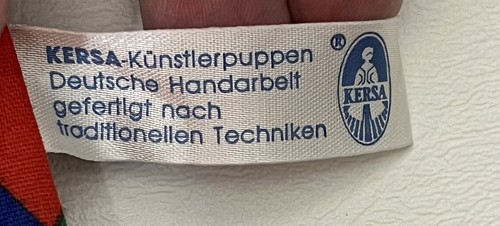 KERSA-Künstlerpuppen
Deutsche Handarbeit
gefertigt nach
traditionellen Techniken
®
KERSA